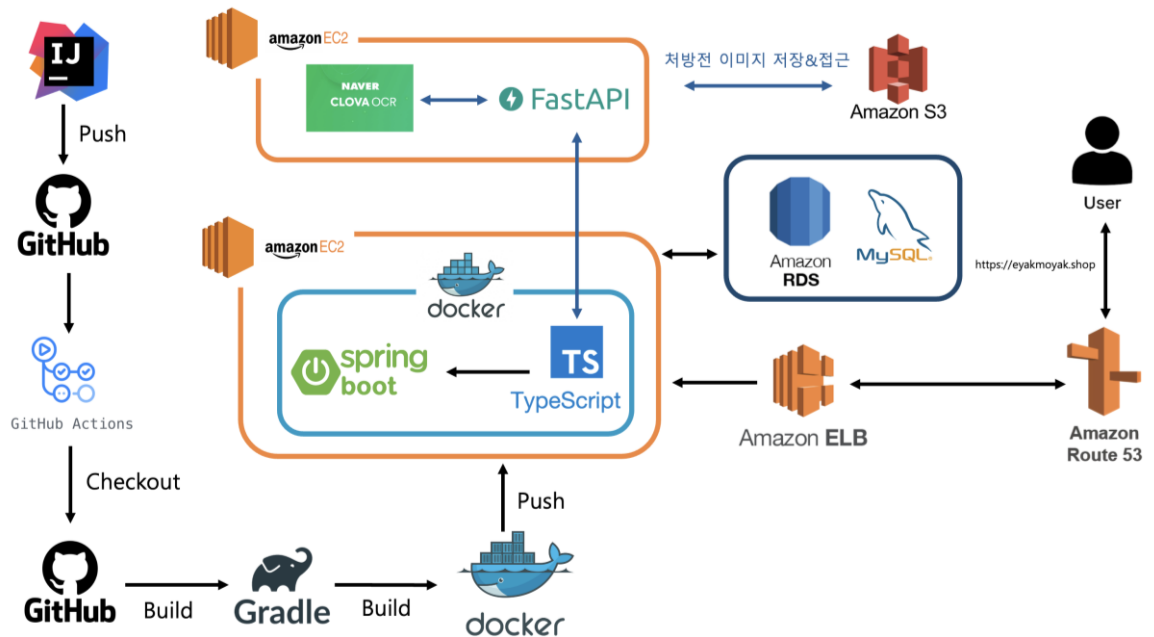 IJ
Push
GitHub
GitHub Actions
Checkout
GitHub
Build
Gradle
Build
docker
Push
amazon EC2
NAVER
CLOVA OCR
FastAPI
처방전 이미지 저장&접근
Amazon S3
amazon EC2
docker
spring
boot
TS
TypeScript
Amazon
RDS
MySQL®
User
https://eyakmoyak.shop
Amazon ELB
Amazon
Route 53